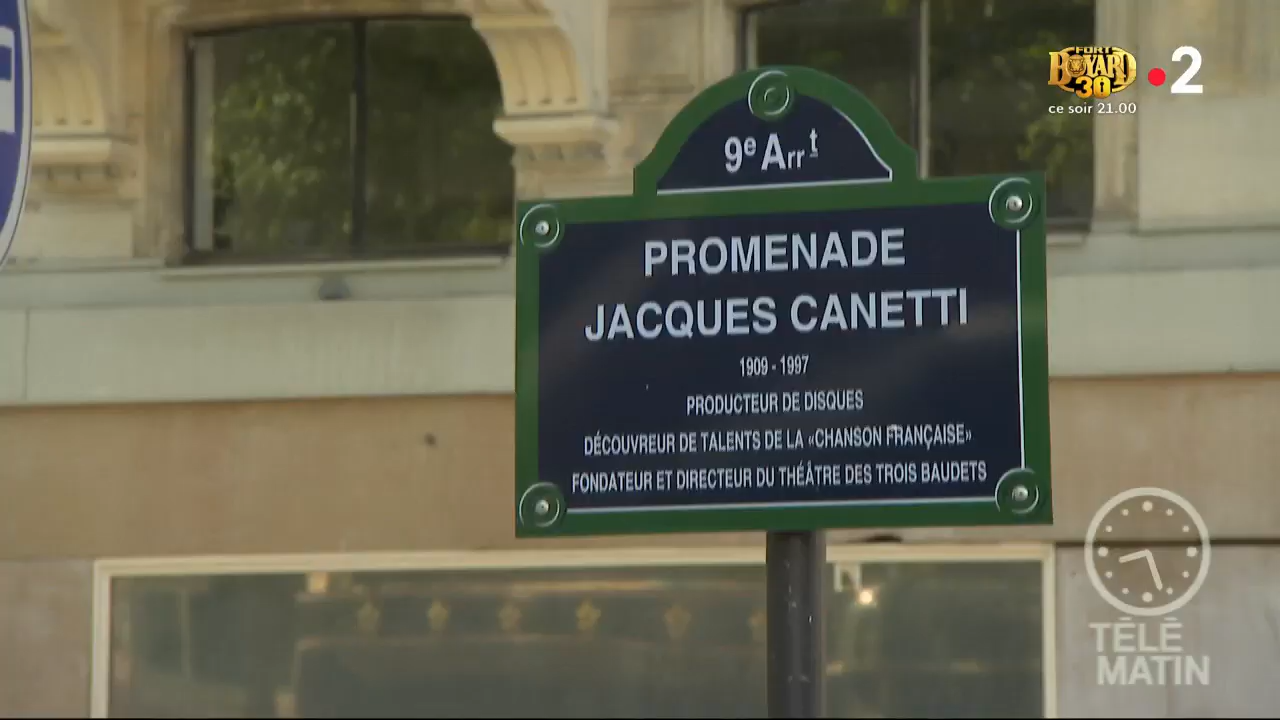 FORT
BOYARD
30
ce soir 21.00
2
9e Arrt
PROMENADE
JACQUES CANETTI
1909 - 1997
PRODUCTEUR DE DISQUES
DÉCOUVREUR DE TALENTS DE LA «CHANSON FRANÇAISE»
FONDATEUR ET DIRECTEUR DU THÉÂTRE DES TROIS BAUDETS
TÉLÉ
MATIN